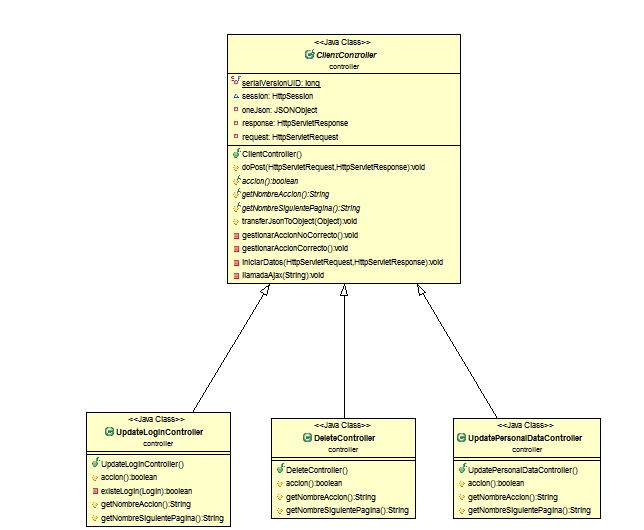 <<Java Class>>
ClientController
controller
serialVersionUID: long
session: HttpSession
oneJson: JSONObject
response: HttpServletResponse
request: HttpServletRequest
ClientController()
doPost(HttpServletRequest,HttpServletResponse):void
accion():boolean
getNombreAccion():String
getNombreSiguientePagina():String
transferJsonToObject(Object):void
gestionarAccionNoCorrecto():void
gestionarAccionCorrecto():void
iniciarDatos(HttpServletRequest,HttpServletResponse):void
llamadaAjax(String):void
<<Java Class>>
UpdateLoginController
controller
UpdateLoginController()
accion():boolean
existeLogin(Login):boolean
getNombreAccion():String
getNombreSiguientePagina():String
<<Java Class>>
DeleteController
controller
DeleteController()
accion():boolean
getNombreAccion():String
getNombreSiguientePagina():String
<<Java Class>>
UpdatePersonalDataController
controller
UpdatePersonalDataController()
accion():boolean
getNombreAccion():String
getNombreSiguientePagina():String